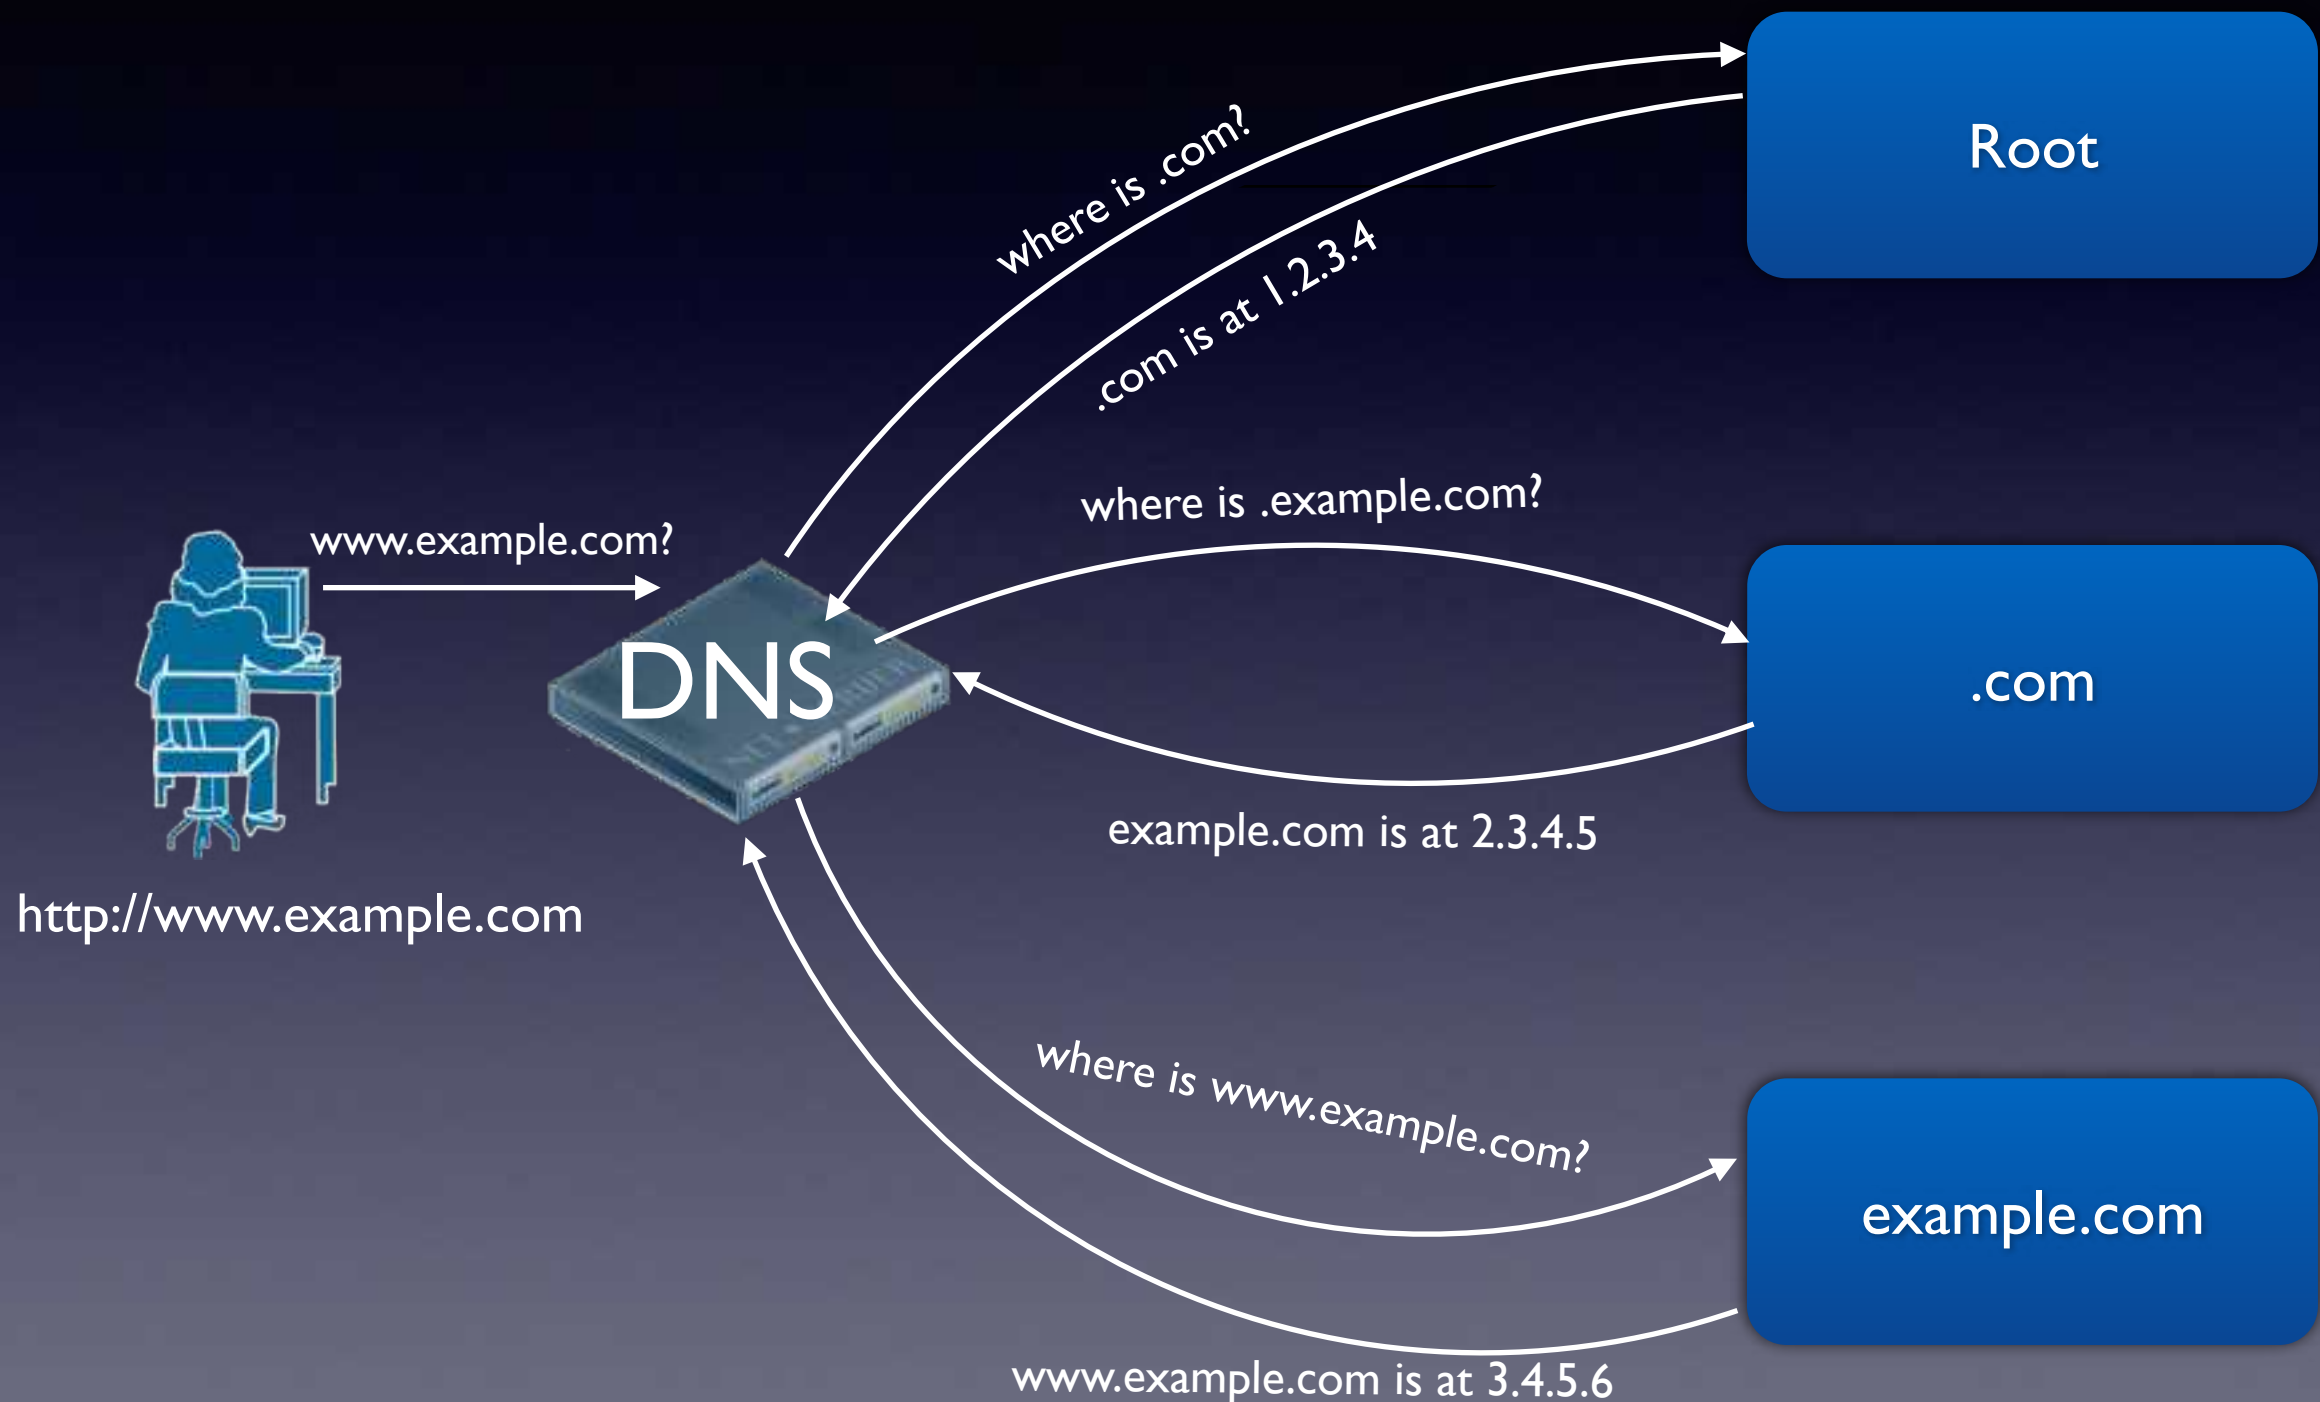 where is .com?
Root
.com is at 1.2.3.4
where is .example.com?
www.example.com?
DNS
.com
example.com is at 2.3.4.5
http://www.example.com
where is www.example.com?
example.com
www.example.com is at 3.4.5.6